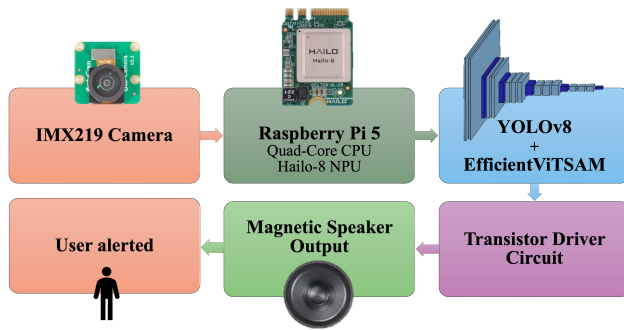 HAILO
Hailo-8
HAILO
IMX219 Camera
Raspberry Pi 5
Quad-Core CPU
Hailo-8 NPU
YOLOv8
+
EfficientViTSAM
User alerted
Magnetic Speaker
Output
Transistor Driver
Circuit